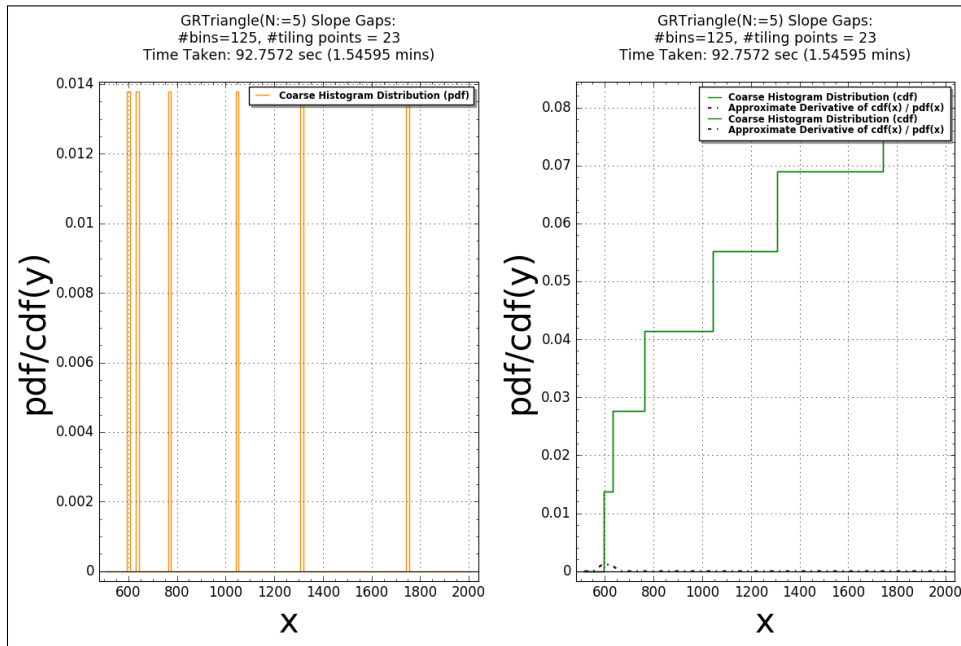 GRTriangle(N:=5) Slope Gaps:
#bins=125, #tiling points = 23
Time Taken: 92.7572 sec (1.54595 mins)
0.014
0.012
0.01
0.008
0.006
0.004
0.002
0
pdf/cdf(y)
Coarse Histogram Distribution (pdf)
600 800 1000 1200 1400 1600 1800 2000
x
GRTriangle(N:=5) Slope Gaps:
#bins=125, #tiling points = 23
Time Taken: 92.7572 sec (1.54595 mins)
0.08
0.07
0.06
0.05
0.04
0.03
0.02
0.01
0
pdf/cdf(y)
Coarse Histogram Distribution (cdf)
Approximate Derivative of cdf(x) / pdf(x)
Coarse Histogram Distribution (cdf)
Approximate Derivative of cdf(x) / pdf(x)
600 800 1000 1200 1400 1600 1800 2000
x